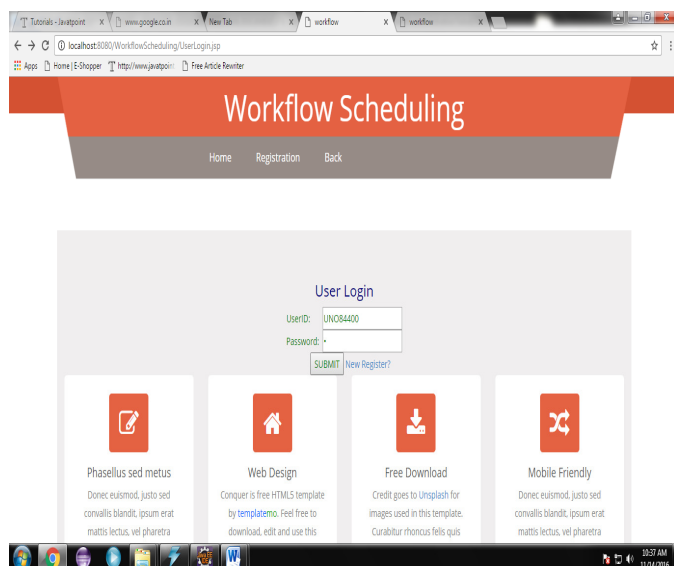 Tutorials - Javatpoint
www.google.co.in
New Tab
workflow
workflow
localhost:8080/WorkflowScheduling/UserLogin.jsp
Apps
Home | E-Shopper
http://www.javatpoin
Free Article Rewriter
Workflow Scheduling
Home Registration Back
User Login
UserID: UNO84400
Password:
SUBMIT New Register?
Phasellus sed metus
Donec euismod, justo sed
convallis blandit, ipsum erat
mattis lectus, vel pharetra
Web Design
Conquer is free HTML5 template
by templatemo. Feel free to
download, edit and use this
Free Download
Credit goes to Unsplash for
images used in this template.
Curabitur rhoncus felis quis
Mobile Friendly
Donec euismod, justo sed
convallis blandit, ipsum erat
mattis lectus, vel pharetra
10:37 AM
11/14/2016